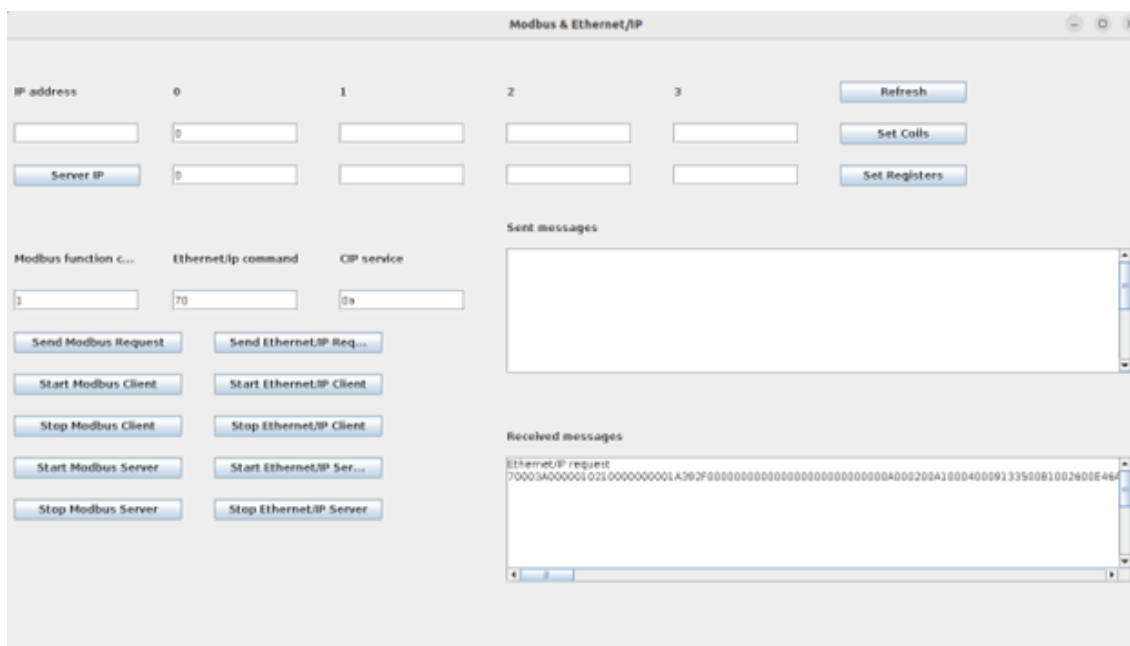 Modbus & Ethernet/IP
IP address 0 1 2 3 Refresh
0 Set Coils
Server IP 0 Set Registers
Sent messages
Modbus function c... Ethernet/ip command CIP service
1 70 0a
Send Modbus Request Send Ethernet/IP Req...
Start Modbus Client Start Ethernet/IP Client
Stop Modbus Client Stop Ethernet/IP Client
Received messages
Start Modbus Server Start Ethernet/IP Ser...
Ethernet/IP request
Stop Modbus Server Stop Ethernet/IP Server